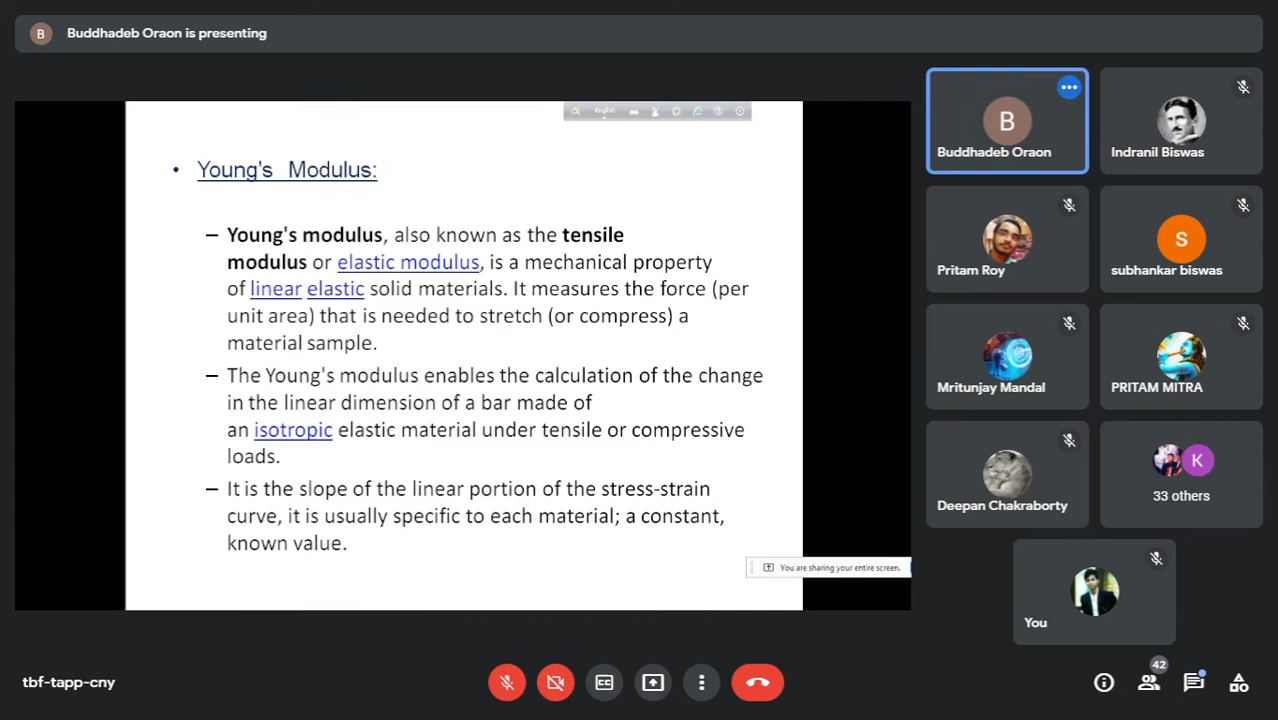 B Buddhadeb Oraon is presenting
English
• Young's Modulus:
– Young's modulus, also known as the tensile
modulus or elastic modulus, is a mechanical property
of linear elastic solid materials. It measures the force (per
unit area) that is needed to stretch (or compress) a
material sample.
– The Young's modulus enables the calculation of the change
in the linear dimension of a bar made of
an isotropic elastic material under tensile or compressive
loads.
– It is the slope of the linear portion of the stress-strain
curve, it is usually specific to each material; a constant,
known value.
You are sharing your entire screen.
B
Buddhadeb Oraon
Indranil Biswas
Pritam Roy
S
subhankar biswas
Mritunjay Mandal
PRITAM MITRA
Deepan Chakraborty
K
33 others
You
tbf-tapp-cny
CC
42